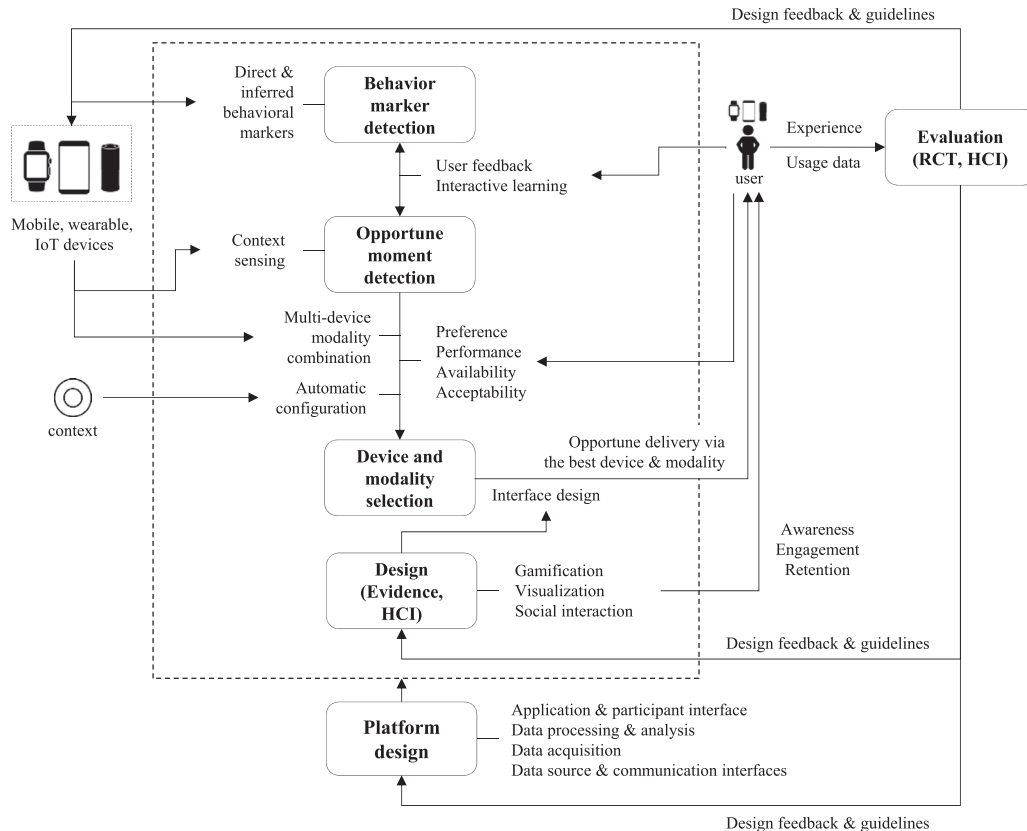 Design feedback & guidelines
Direct &
inferred
behavioral
markers
Behavior
marker
detection
Experience
Usage data
Evaluation
(RCT, HCI)
User feedback
Interactive learning
user
Mobile, wearable,
IoT devices
Context
sensing
Opportune
moment
detection
Multi-device
modality
combination
Preference
Performance
Availability
Acceptability
Automatic
configuration
context
Device and
modality
selection
Opportune delivery via
the best device & modality
Interface design
Awareness
Engagement
Retention
Design
(Evidence,
HCI)
Gamification
Visualization
Social interaction
Design feedback & guidelines
Platform
design
Application & participant interface
Data processing & analysis
Data acquisition
Data source & communication interfaces
Design feedback & guidelines